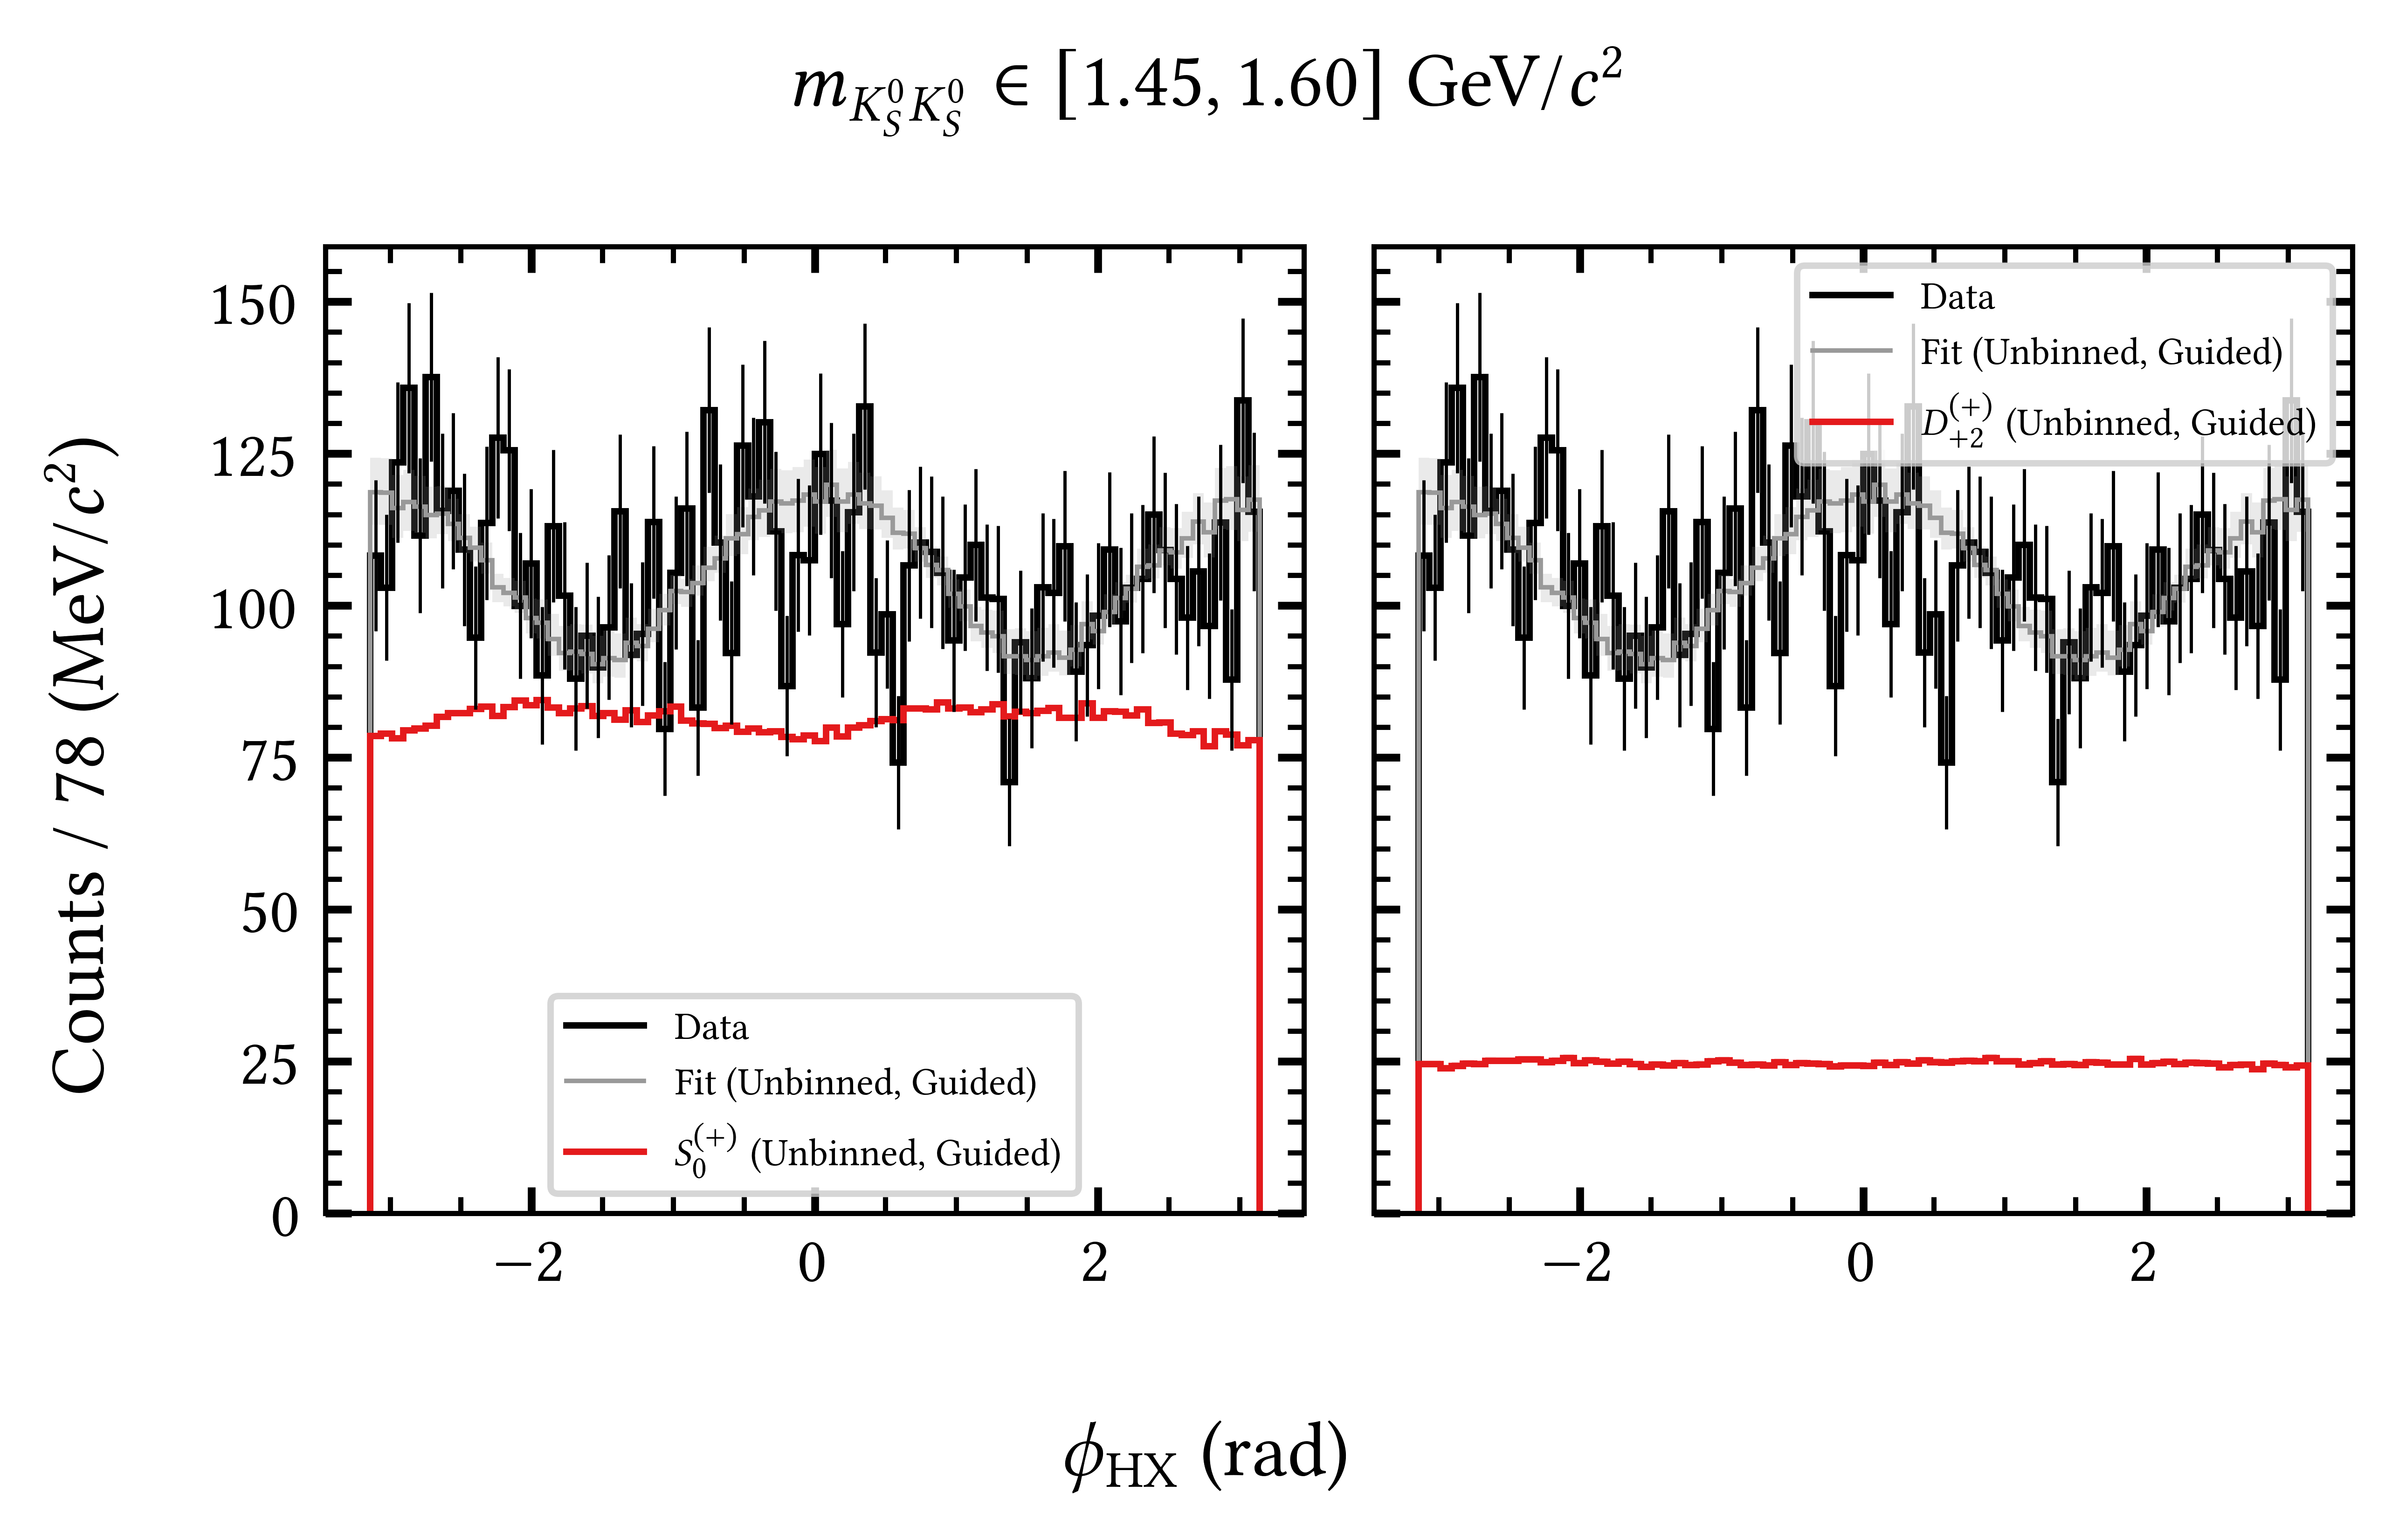 m_{K_S^0 K_S^0} ∈ [1.45, 1.60] GeV/c²
Counts / 78 (MeV/c²)
150
125
100
75
50
25
0
Data
Fit (Unbinned, Guided)
S_0^{(+)} (Unbinned, Guided)
−2 0 2
Data
Fit (Unbinned, Guided)
D_{+2}^{(+)} (Unbinned, Guided)
−2 0 2
ϕ_{HX} (rad)